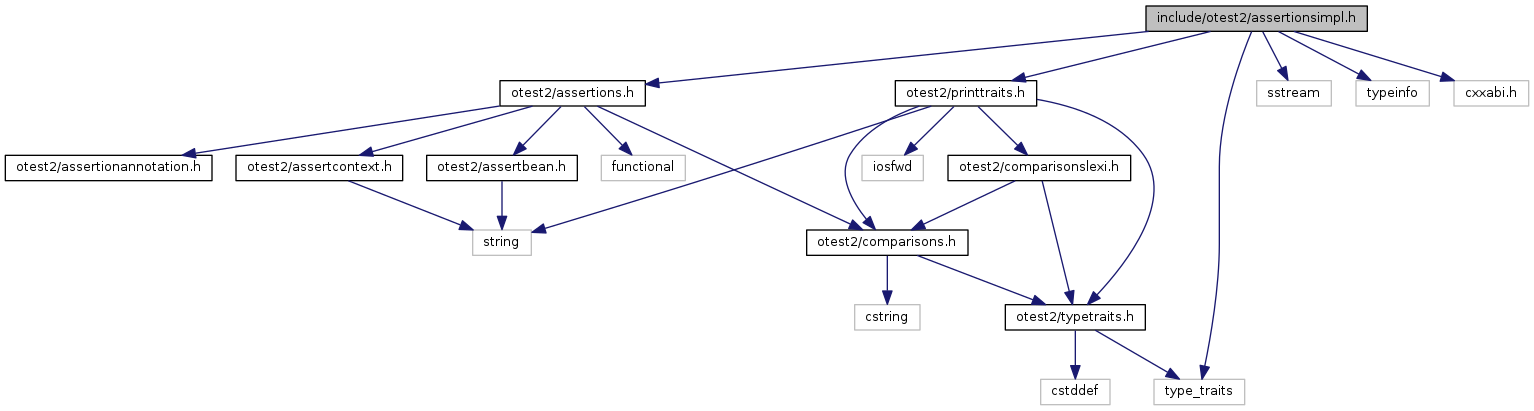 include/otest2/assertionsimpl.h
otest2/assertions.h
otest2/printtraits.h
sstream
typeinfo
cxxabi.h
otest2/assertionannotation.h
otest2/assertcontext.h
otest2/assertbean.h
functional
iosfwd
otest2/comparisonslexi.h
string
otest2/comparisons.h
cstring
otest2/typetraits.h
cstddef
type_traits